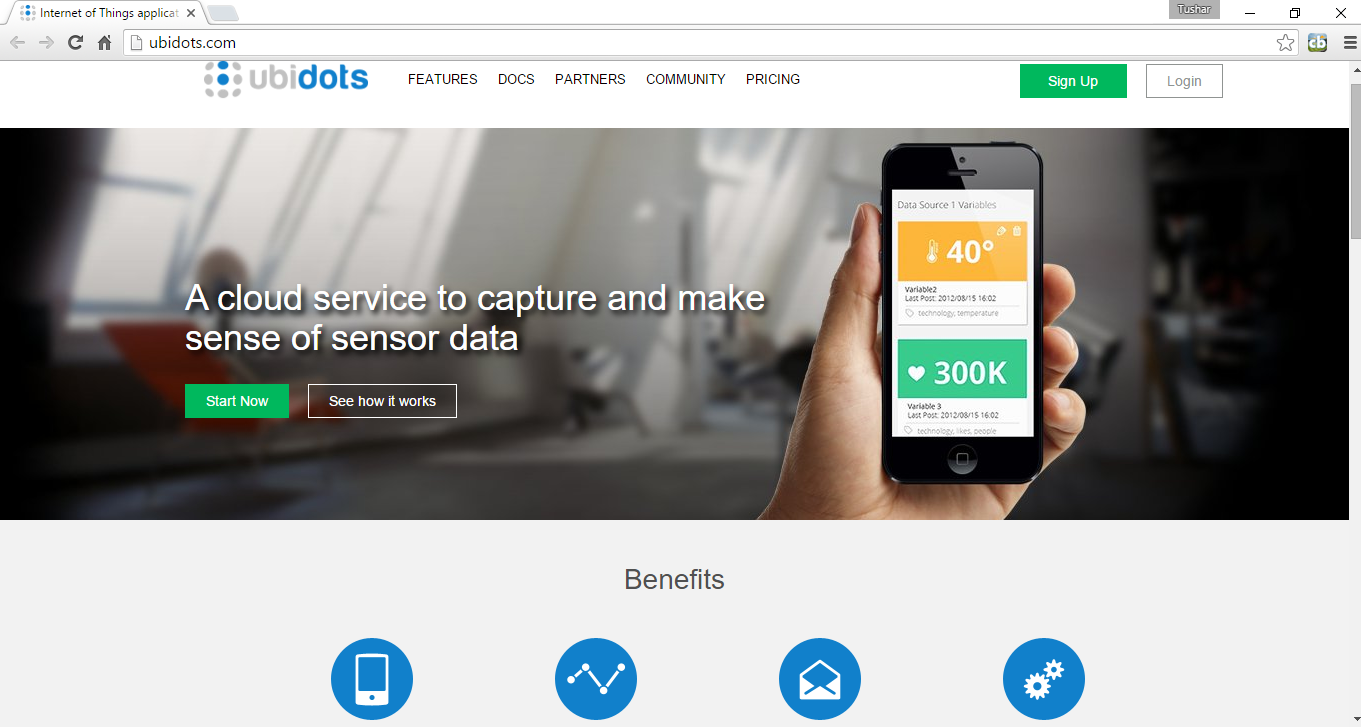 Internet of Things applicat
Tushar
ubidots.com
cb
ubidots
FEATURES DOCS PARTNERS COMMUNITY PRICING
Sign Up
Login
A cloud service to capture and make
sense of sensor data
Start Now
See how it works
Data Source 1 Variables
40°
Variable2
Last Post: 2012/08/15 16:02
technology, temperature
300K
Variable 3
Last Post: 2012/08/15 16:02
technology, likes, people
Benefits